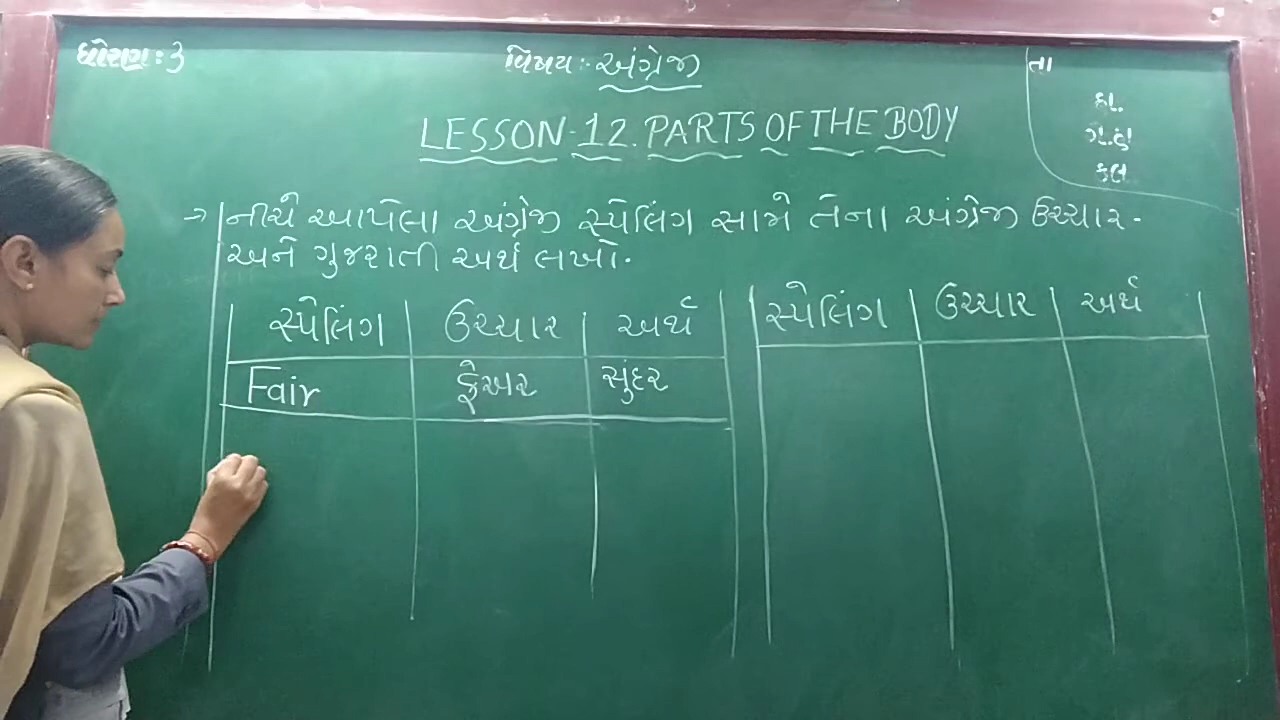 ધોરણ: 3
વિષય:- અંગ્રેજી
તા
હા.
ગે.હા
કુલ
LESSON-12. PARTS OF THE BODY
→ નીચે આપેલા અંગ્રેજી સ્પેલિંગ સામે તેના અંગ્રેજી ઉચ્ચાર-
અને ગુજરાતી અર્થ લખો.
સ્પેલિંગ ઉચ્ચાર અર્થ સ્પેલિંગ ઉચ્ચાર અર્થ
Fair ફેઅર સુંદર